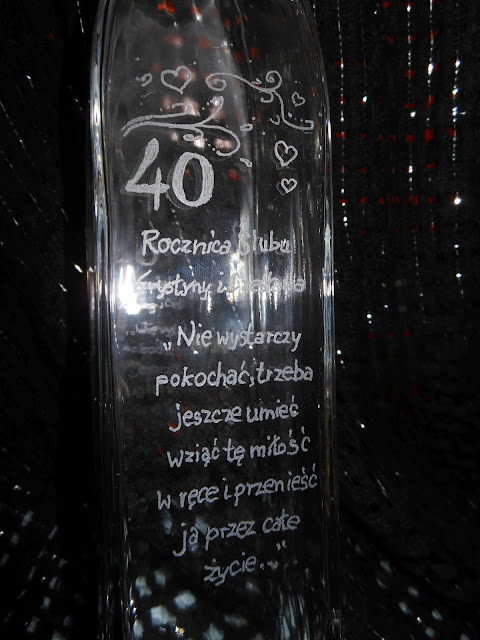 40
Rocznica Ślubu
Krystyny
„Nie wystarczy
pokochać, trzeba
jeszcze umieć
wziąć tę miłość
w ręce i przenieść
ją przez całe
życie..."